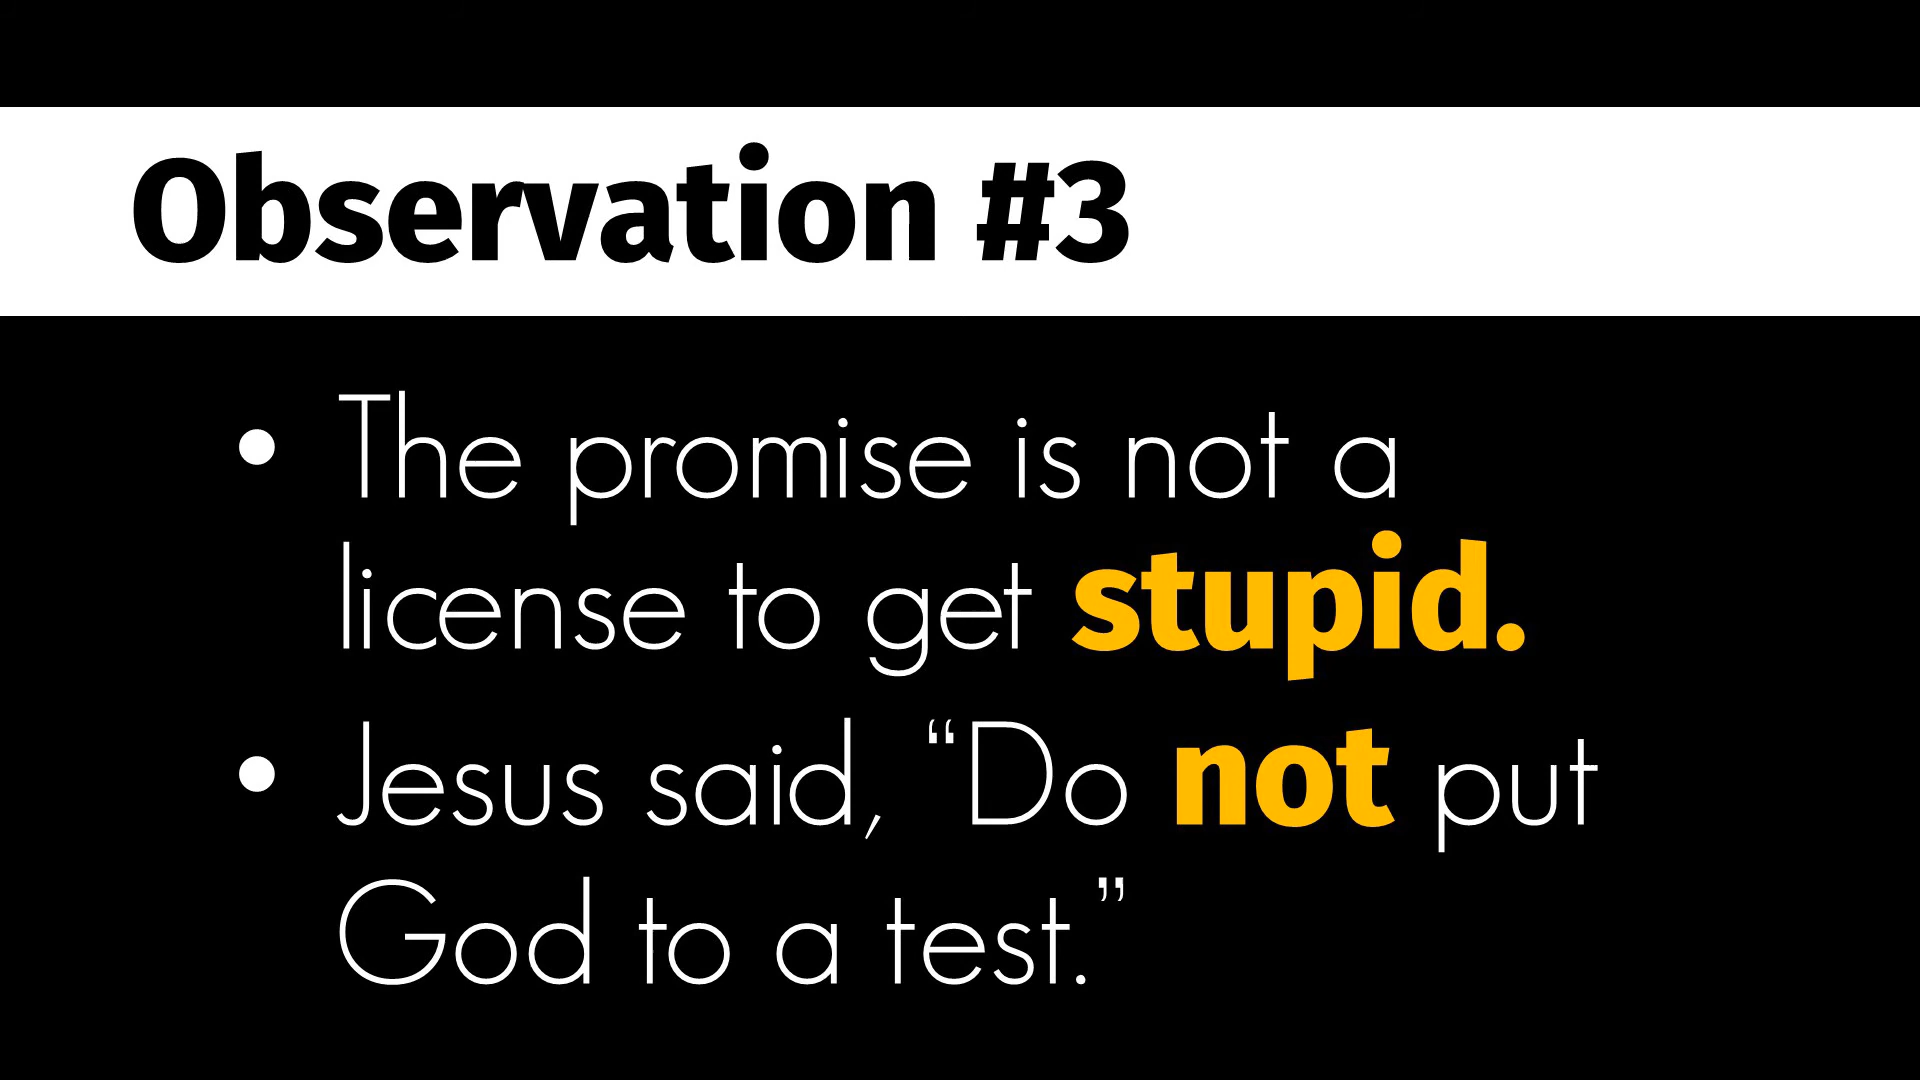 Observation #3
• The promise is not a
license to get stupid.
• Jesus said, “Do not put
God to a test.”